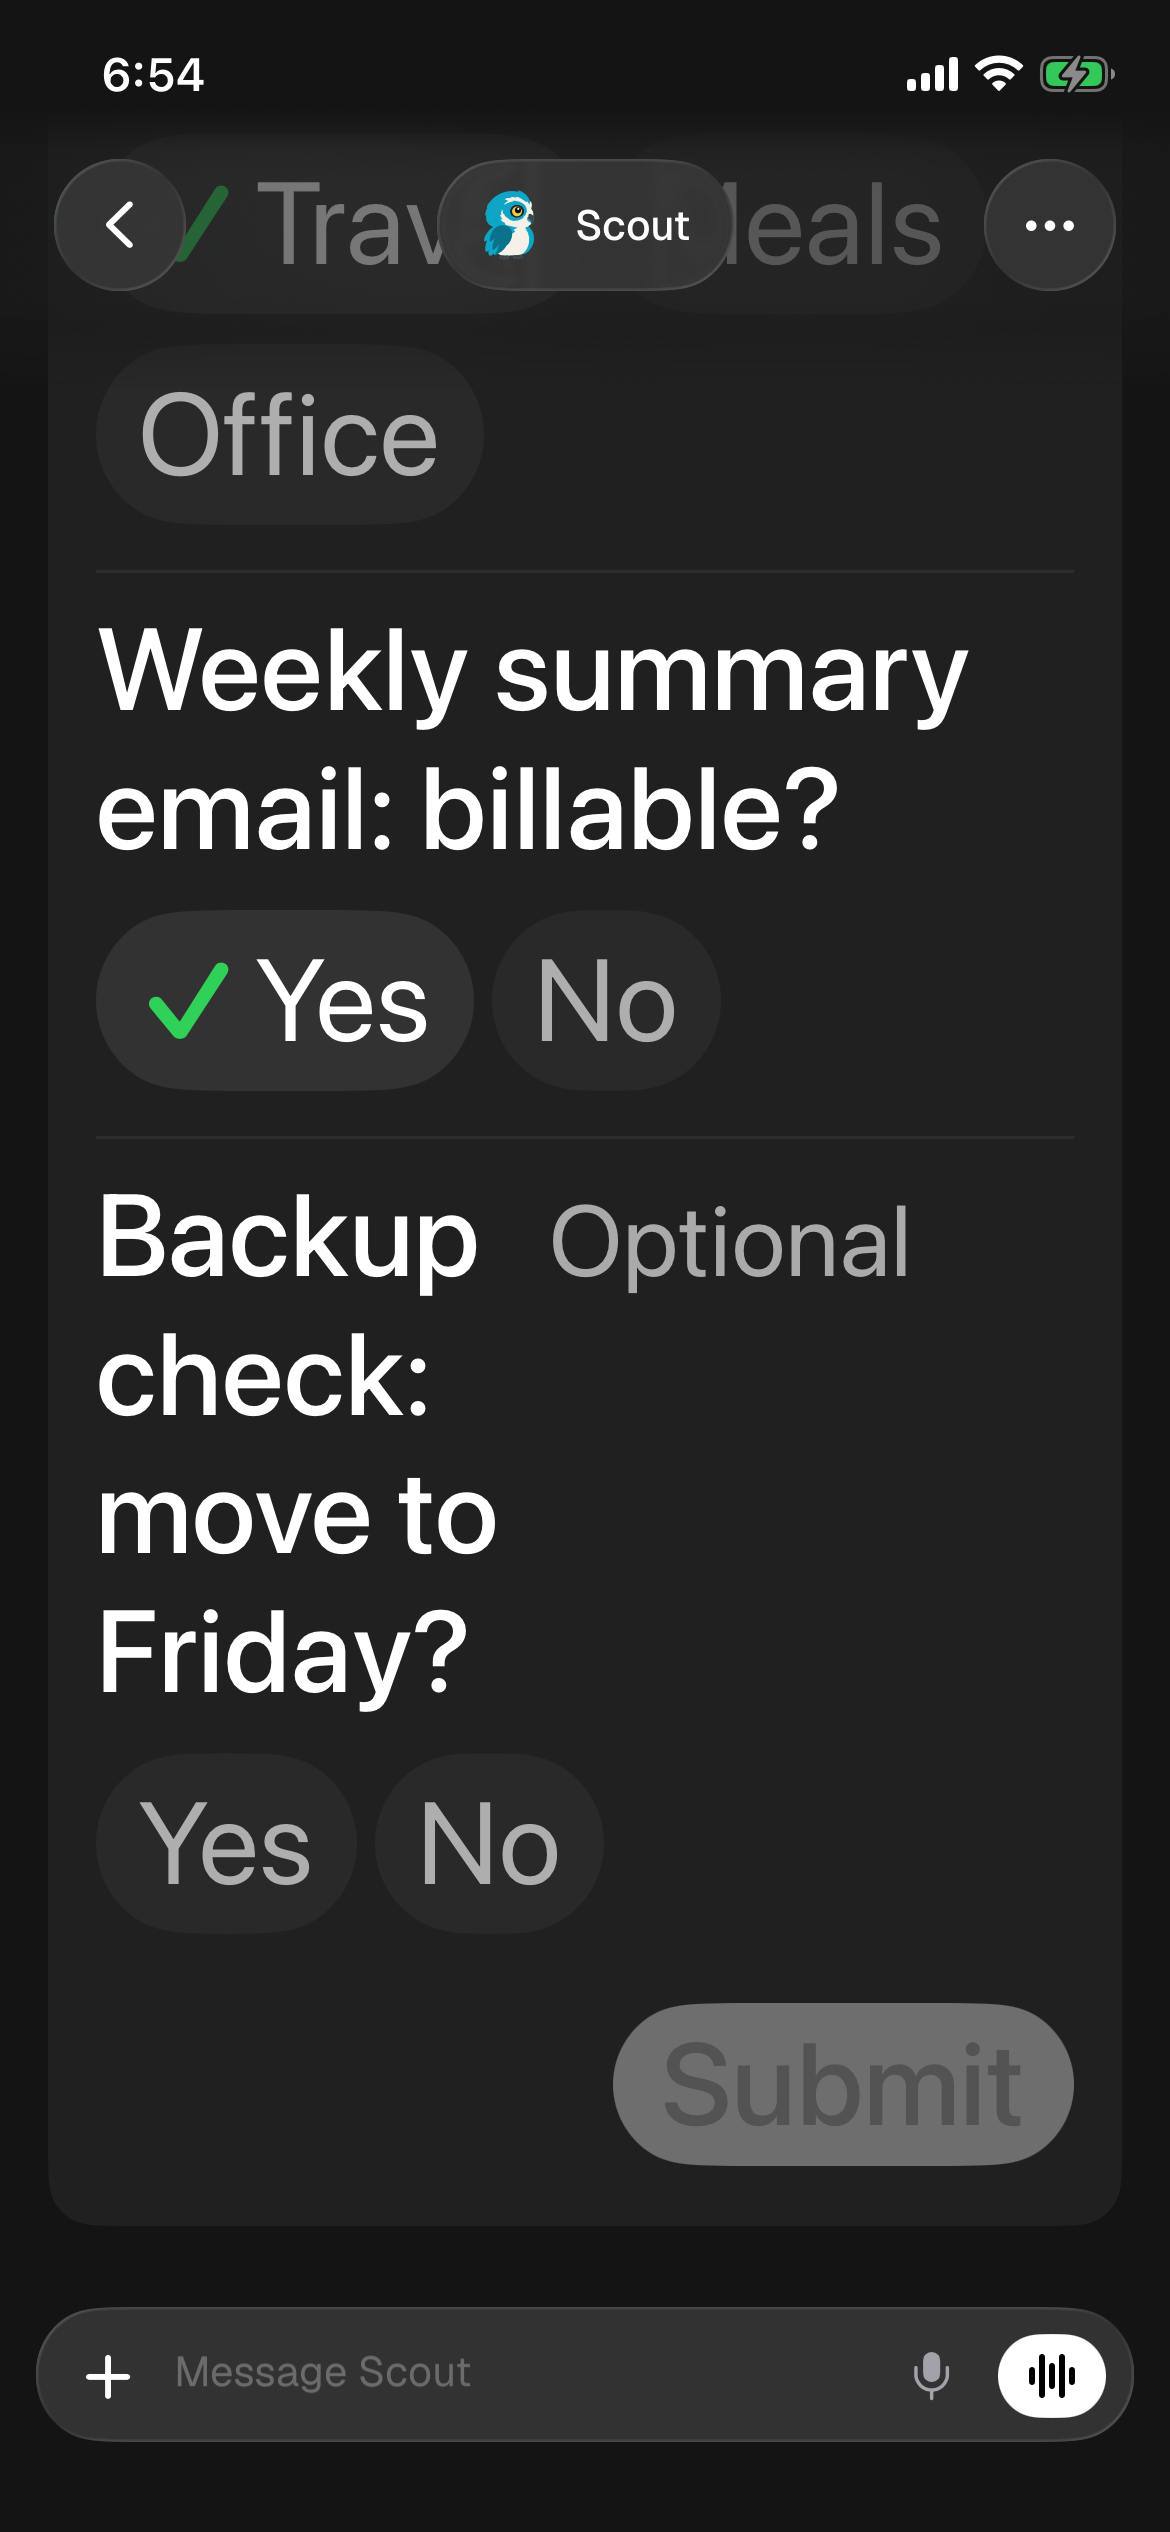 6:54
Scout
Office
Weekly summary
email: billable?
Yes No
Backup Optional
check:
move to
Friday?
Yes No
Submit
Message Scout